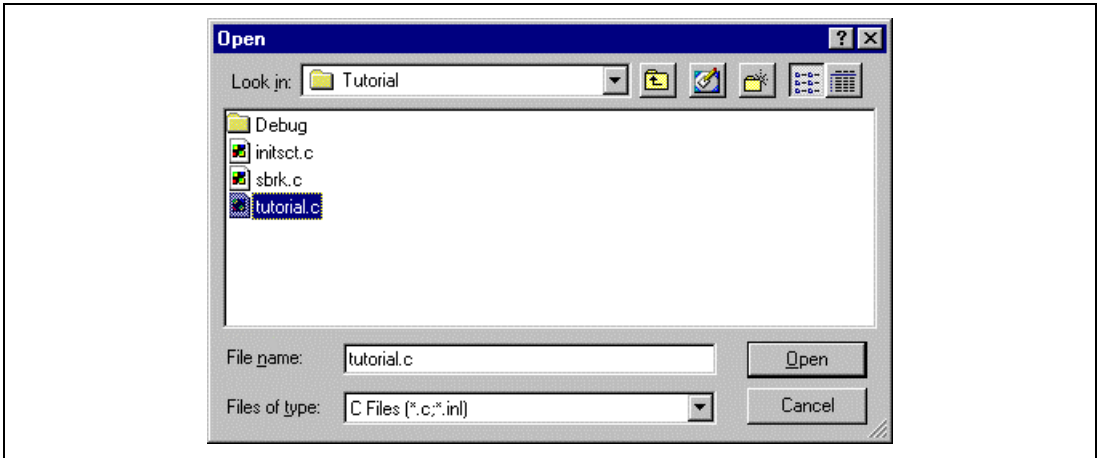 Open
Look in: Tutorial
Debug
initsct.c
sbrk.c
tutorial.c
File name: tutorial.c Open
Files of type: C Files (*.c;*.inl) Cancel